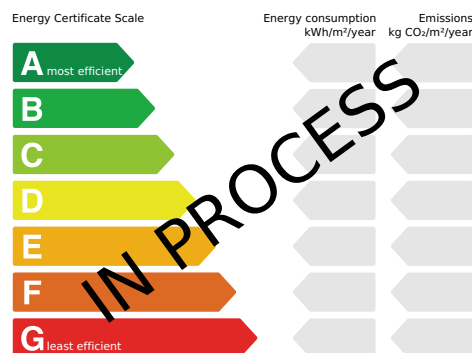 Energy Certificate Scale
Energy consumption
kWh/m²/year
Emissions
kg CO₂/m²/year
A most efficient
B
C
D
E
F
G least efficient
IN PROCESS